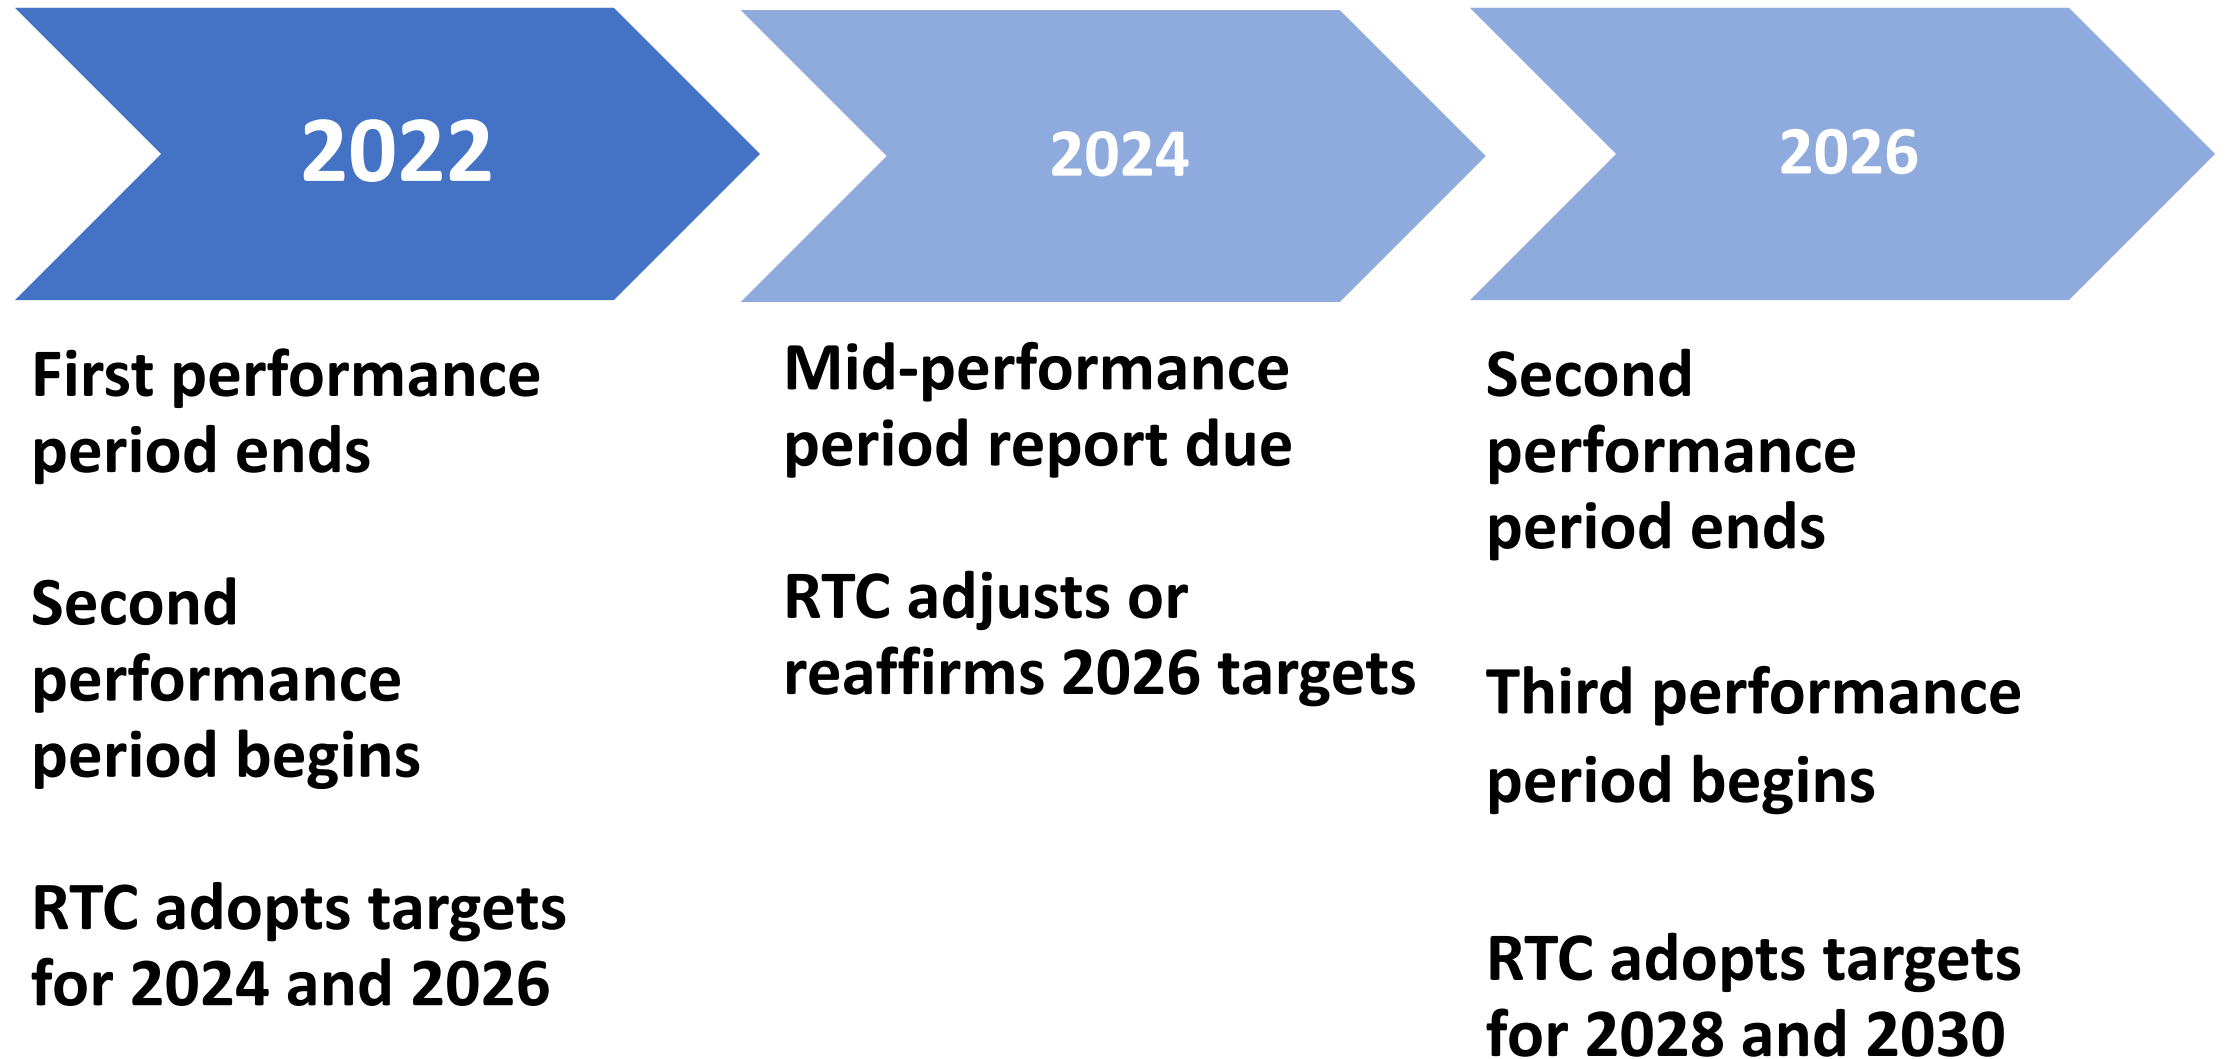 2022
First performance
period ends
Second
performance
period begins
RTC adopts targets
for 2024 and 2026
2024
Mid-performance
period report due
RTC adjusts or
reaffirms 2026 targets
2026
Second
performance
period ends
Third performance
period begins
RTC adopts targets
for 2028 and 2030